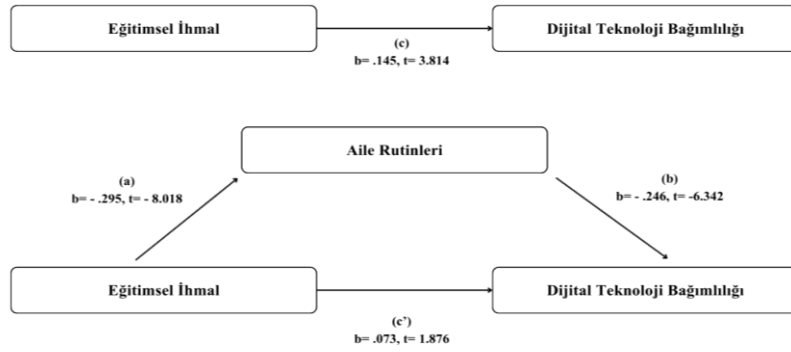 Eğitimsel İhmal
Dijital Teknoloji Bağımlılığı
(c)
b= .145, t= 3.814
Aile Rutinleri
(a)
b= - .295, t= - 8.018
(b)
b= - .246, t= -6.342
Eğitimsel İhmal
Dijital Teknoloji Bağımlılığı
(c’)
b= .073, t= 1.876